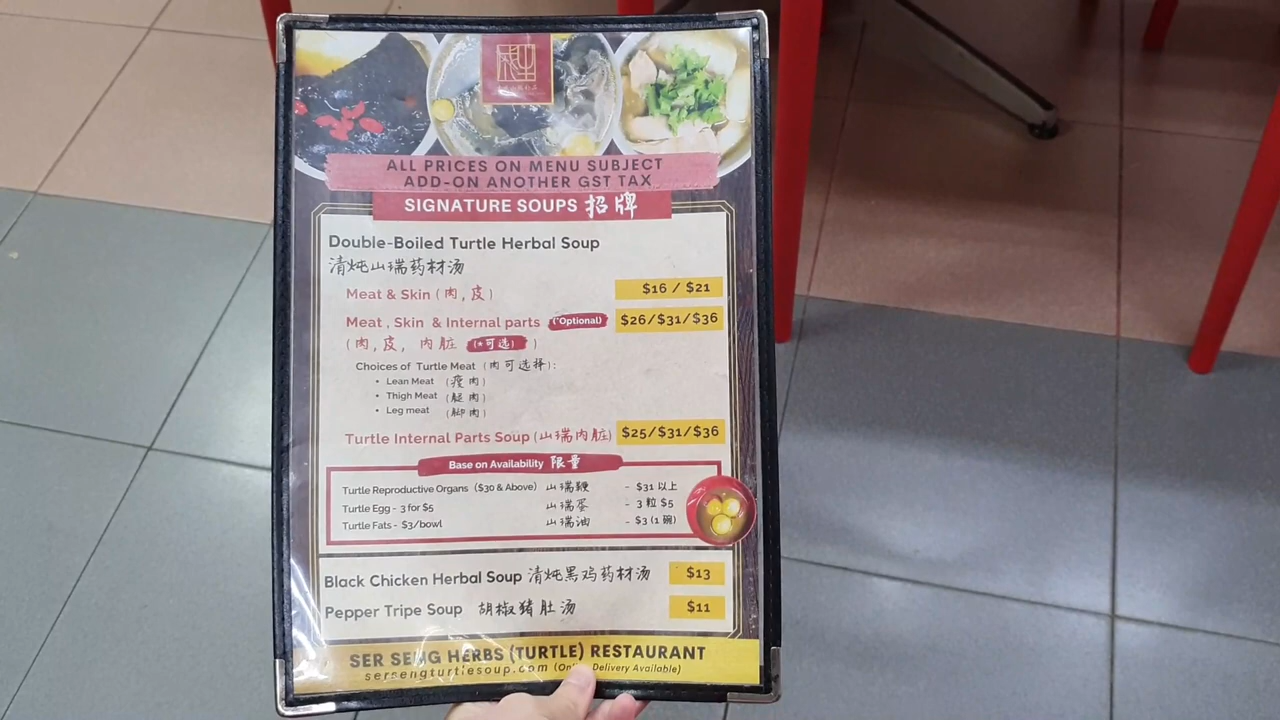 ALL PRICES ON MENU SUBJECT
ADD-ON ANOTHER GST TAX
SIGNATURE SOUPS 招牌
Double-Boiled Turtle Herbal Soup
清炖山瑞药材汤
Meat & Skin (肉, 皮) $16 / $21
Meat , Skin & Internal parts (*Optional) $26/$31/$36
(肉, 皮, 内脏 (*可选) )
Choices of Turtle Meat (肉可选择):
• Lean Meat (瘦肉)
• Thigh Meat (腿肉)
• Leg meat (脚肉)
Turtle Internal Parts Soup (山瑞内脏) $25/$31/$36
Base on Availability 限量
Turtle Reproductive Organs ($30 & Above) 山瑞鞭 - $31 以上
Turtle Egg - 3 for $5 山瑞蛋 - 3 粒 $5
Turtle Fats - $3/bowl 山瑞油 - $3 (1 碗)
Black Chicken Herbal Soup 清炖黑鸡药材汤 $13
Pepper Tripe Soup 胡椒猪肚汤 $11
SER SENG HERBS (TURTLE) RESTAURANT
sersengturtlesoup.com (Online Delivery Available)